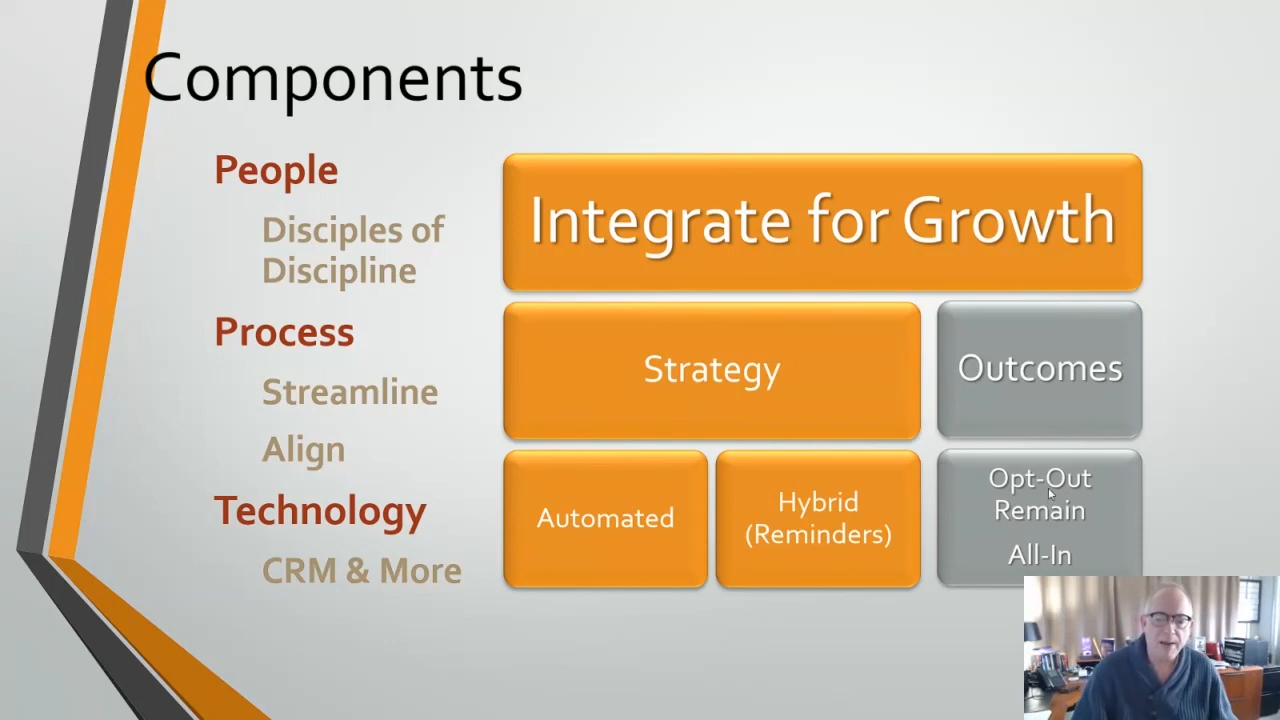 Components
People
Disciples of
Discipline
Process
Streamline
Align
Technology
CRM & More
Integrate for Growth
Strategy
Outcomes
Automated
Hybrid
(Reminders)
Opt-Out
Remain
All-In